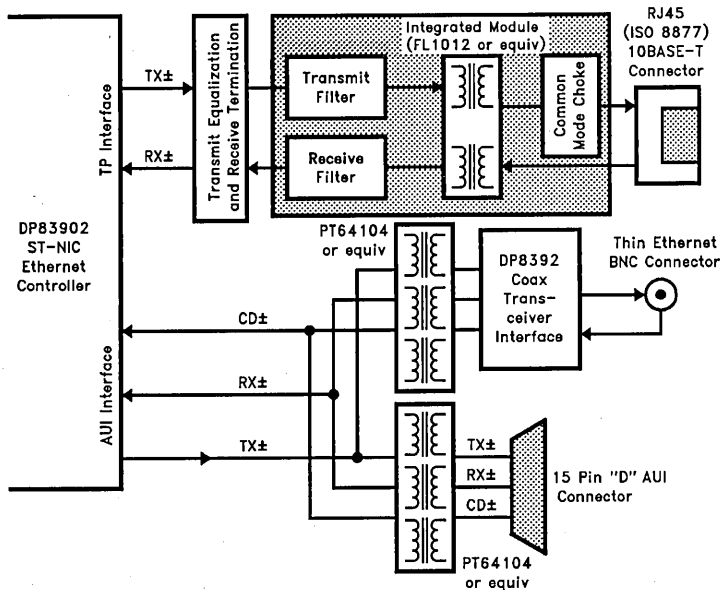 Integrated Module
(FL1012 or equiv)
RJ45
(ISO 8877)
10BASE-T
Connector
TX±
RX±
TP Interface
Transmit Equalization
and Receive Termination
Transmit
Filter
Receive
Filter
Common
Mode Choke
DP83902
ST-NIC
Ethernet
Controller
PT64104
or equiv
DP8392
Coax
Trans-
ceiver
Interface
Thin Ethernet
BNC Connector
AUI Interface
CD±
RX±
TX±
TX±
RX±
CD±
15 Pin "D" AUI
Connector
PT64104
or equiv